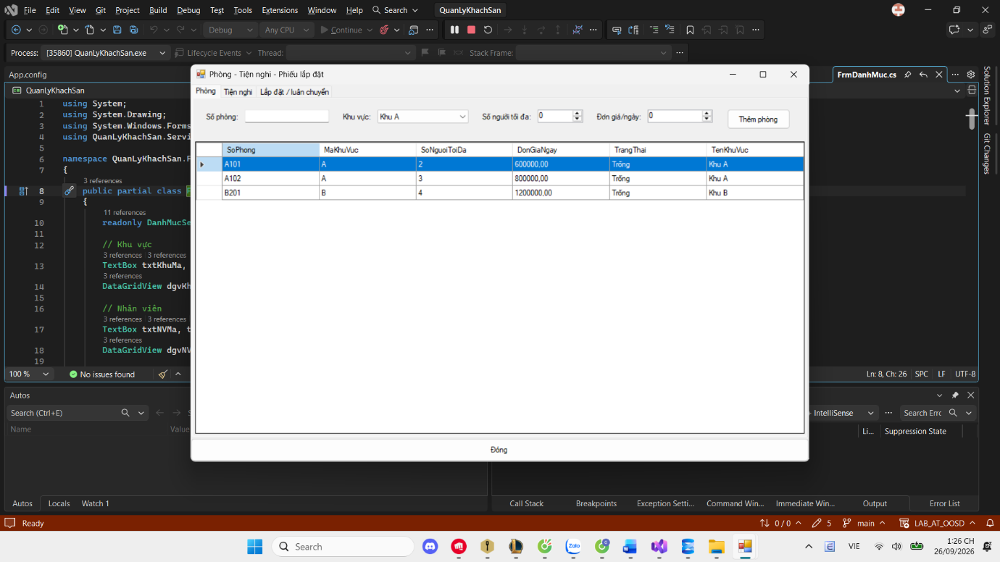 File Edit View Git Project Build Debug Test Tools Extensions Window Help Search QuanLyKhachSan
Debug Any CPU Continue
Process: [35860] QuanLyKhachSan.exe Lifecycle Events Thread: Stack Frame:
App.config
FrmDanhMuc.cs
QuanLyKhachSan
1 using System;
2 using System.Drawing;
3 using System.Windows.Forms
4 using QuanLyKhachSan.Servi
5
6 namespace QuanLyKhachSan.F
7 {
3 references
8 public partial class F
9 {
11 references
10 readonly DanhMucSe
11
12 // Khu vực
3 references | 3 references
13 TextBox txtKhuMa,
3 references
14 DataGridView dgvKh
15
16 // Nhân viên
3 references | 3 references
17 TextBox txtNVMa, t
3 references
18 DataGridView dgvNV
19
100 % No issues found
Ln: 8, Ch: 26 SPC LF UTF-8
Phòng - Tiện nghi - Phiếu lắp đặt
Phòng Tiện nghi Lắp đặt / luân chuyển
Số phòng: Khu vực: Khu A Số người tối đa: 0 Đơn giá/ngày: 0 Thêm phòng
SoPhong MaKhuVuc SoNguoiToiDa DonGiaNgay TrangThai TenKhuVuc
A101 A 2 600000,00 Trống Khu A
A102 A 3 800000,00 Trống Khu A
B201 B 4 1200000,00 Trống Khu B
Đóng
Solution Explorer
Git Changes
Autos
Search (Ctrl+E)
Name Value
+ IntelliSense Search Errc
Li... Suppression State
Autos Locals Watch 1
Call Stack Breakpoints Exception Setti... Command Win... Immediate Win... Output Error List
Ready
0 / 0 5 main LAB_AT_OOSD
Search
Zalo
0
VIE
1:26 CH
26/09/2026